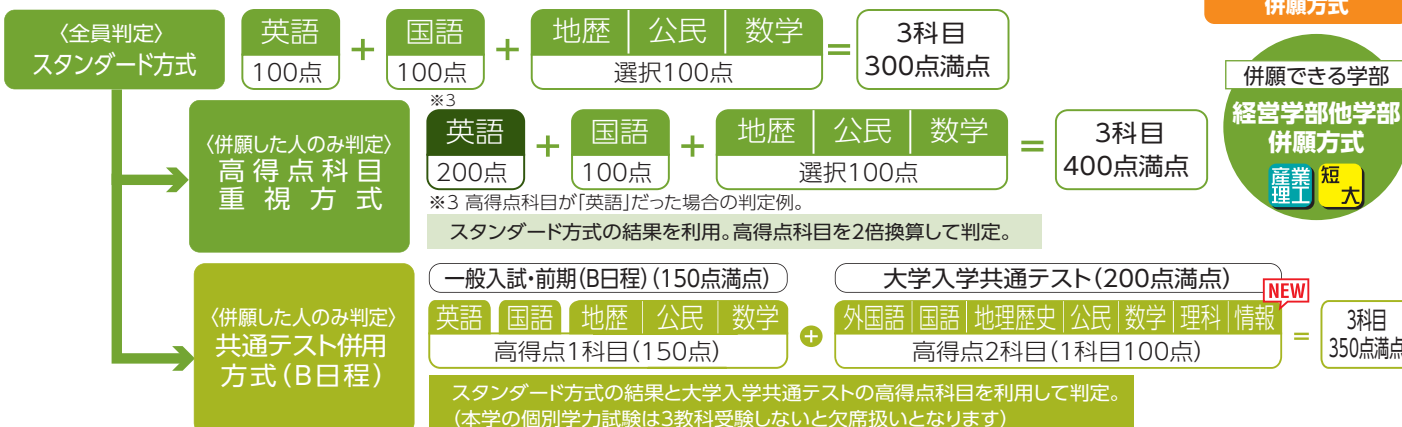 併願方式
〈全員判定〉
スタンダード方式
英語 + 国語 + 地歴 公民 数学 = 3科目
100点 100点 選択100点 300点満点
併願できる学部
経営学部他学部
併願方式
産業理工 短大
〈併願した人のみ判定〉
高得点科目
重視方式
※3
英語 + 国語 + 地歴 公民 数学 = 3科目
200点 100点 選択100点 400点満点
※3 高得点科目が「英語」だった場合の判定例。
スタンダード方式の結果を利用。高得点科目を2倍換算して判定。
〈併願した人のみ判定〉
共通テスト併用
方式(B日程)
一般入試・前期(B日程)(150点満点) 大学入学共通テスト(200点満点)
NEW
英語 国語 地歴 公民 数学 + 外国語 国語 地理歴史 公民 数学 理科 情報 = 3科目
高得点1科目(150点) 高得点2科目(1科目100点) 350点満点
スタンダード方式の結果と大学入学共通テストの高得点科目を利用して判定。
(本学の個別学力試験は3教科受験しないと欠席扱いとなります)